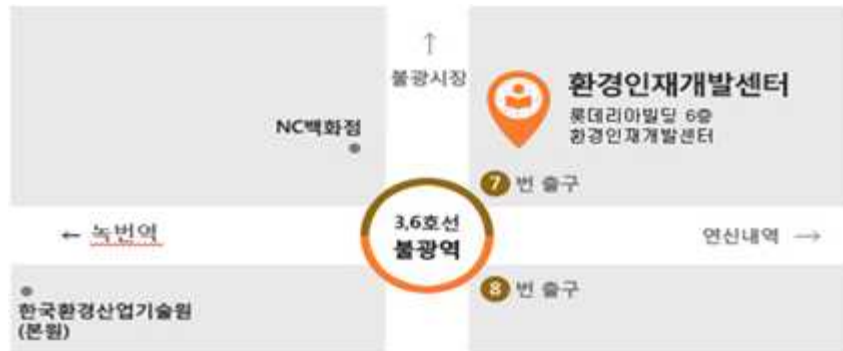 ↑
불광시장
환경인재개발센터
롯데리아빌딩 6층
환경인재개발센터
NC백화점
7 번 출구
← 녹번역
3,6호선
불광역
연신내역 →
8 번 출구
한국환경산업기술원
(본원)